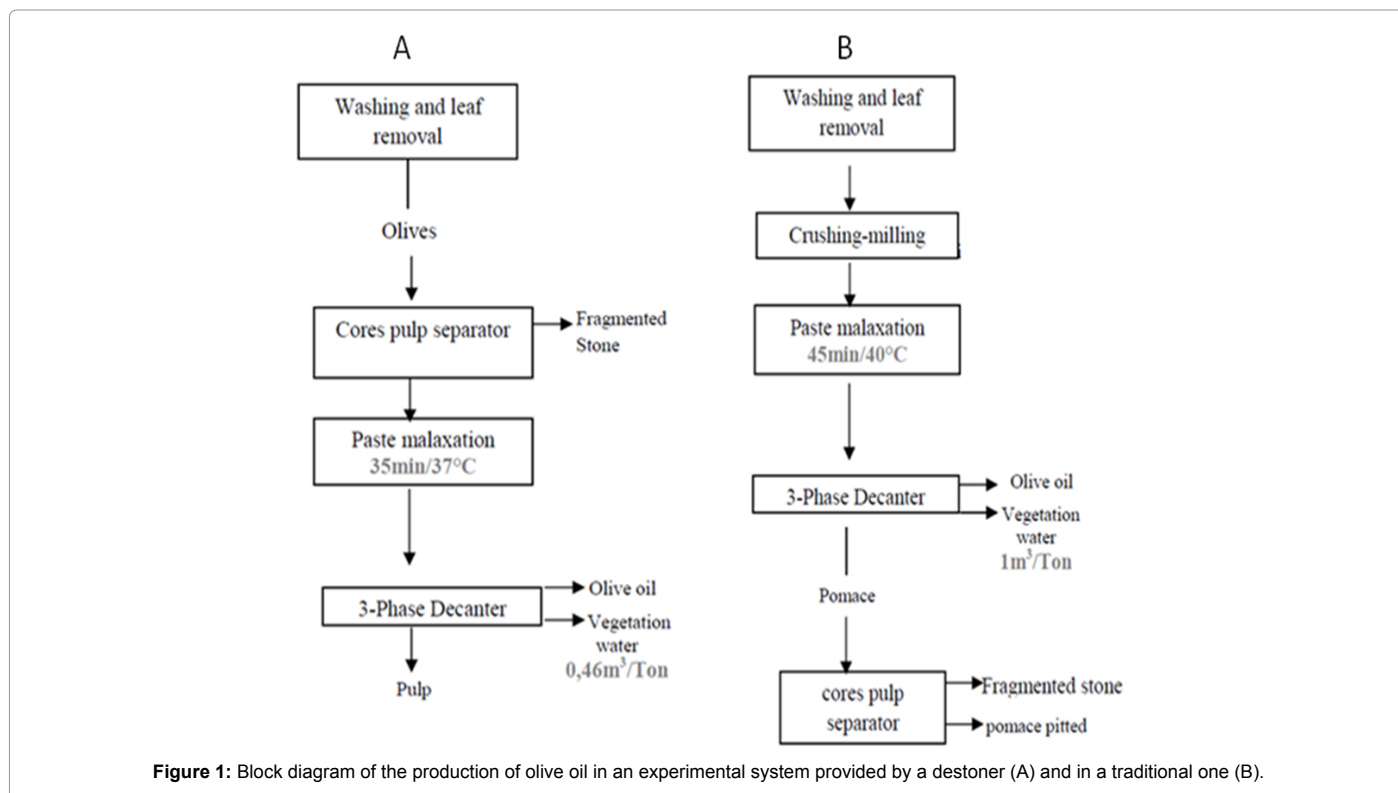 A
Washing and leaf
removal
Olives
Cores pulp separator
Fragmented
Stone
Paste malaxation
35min/37°C
3-Phase Decanter
Olive oil
Vegetation
water
0,46m³/Ton
Pulp
B
Washing and leaf
removal
Crushing-milling
Paste malaxation
45min/40°C
3-Phase Decanter
Olive oil
Vegetation
water
1m³/Ton
Pomace
cores pulp
separator
Fragmented stone
pomace pitted
Figure 1: Block diagram of the production of olive oil in an experimental system provided by a destoner (A) and in a traditional one (B).